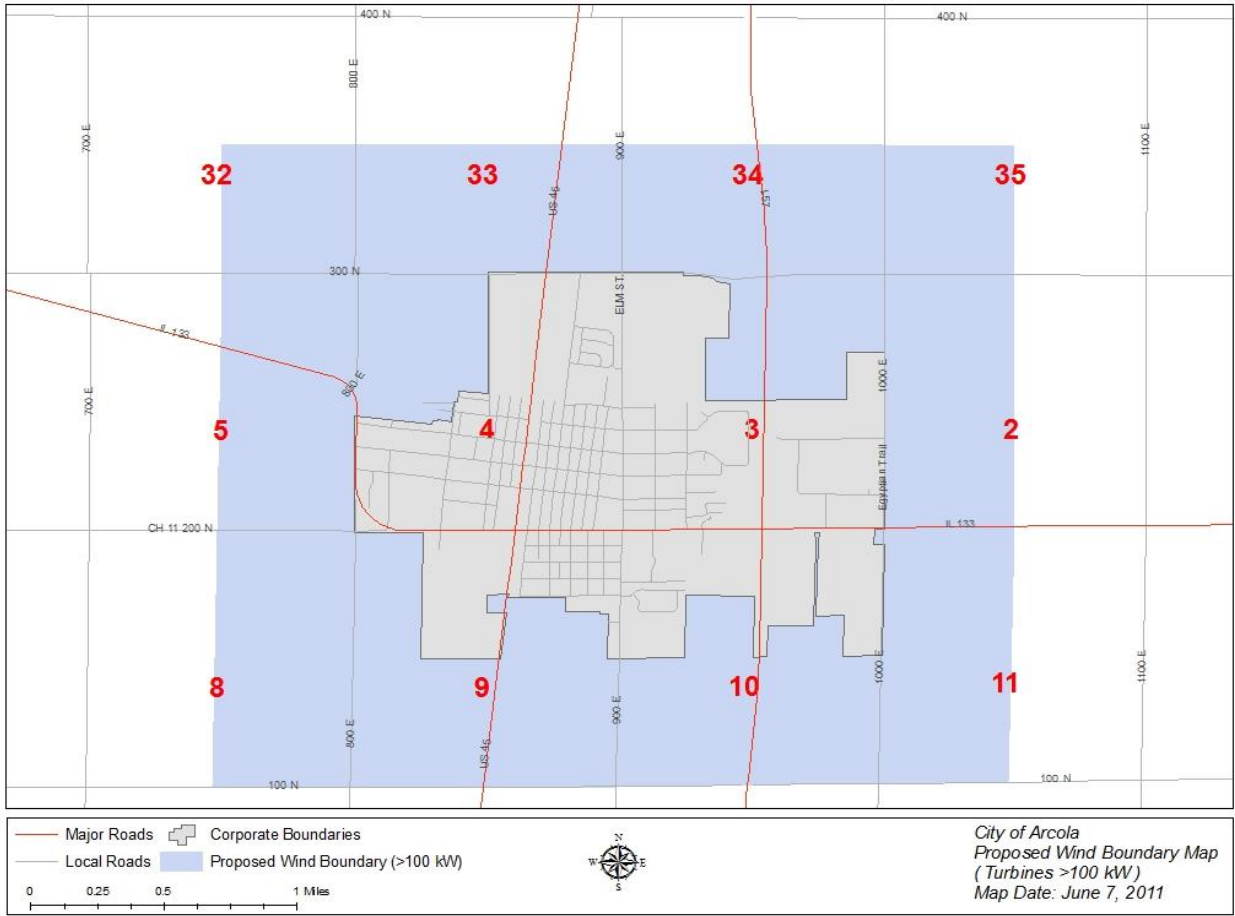 400 N
400 N
800 E
700 E
900 E
1100 E
32
33
34
35
US 45
I-57
300 N
ELM ST.
IL 133
800 E
1000 E
700 E
5
4
3
2
Egyptian Trail
CH 11 200 N
IL 133
8
9
10
11
1000 E
1100 E
900 E
800 E
US 45
100 N
100 N
Major Roads
Corporate Boundaries
Local Roads
Proposed Wind Boundary (>100 kW)
0 0.25 0.5 1 Miles
N
W E
S
City of Arcola
Proposed Wind Boundary Map
( Turbines >100 kW )
Map Date: June 7, 2011